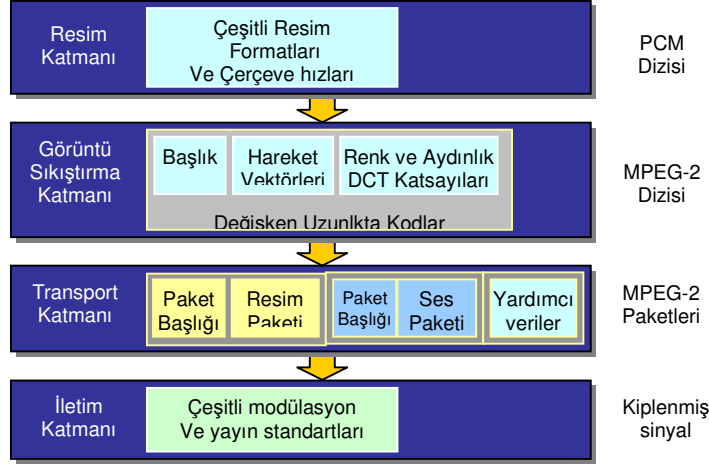 Resim
Katmanı
Çeşitli Resim
Formatları
Ve Çerçeve hızları
PCM
Dizisi
Görüntü
Sıkıştırma
Katmanı
Başlık
Hareket
Vektörleri
Renk ve Aydınlık
DCT Katsayıları
Değişken Uzunlkta Kodlar
MPEG-2
Dizisi
Transport
Katmanı
Paket
Başlığı
Resim
Paketi
Paket
Başlığı
Ses
Paketi
Yardımcı
veriler
MPEG-2
Paketleri
İletim
Katmanı
Çeşitli modülasyon
Ve yayın standartları
Kiplenmiş
sinyal